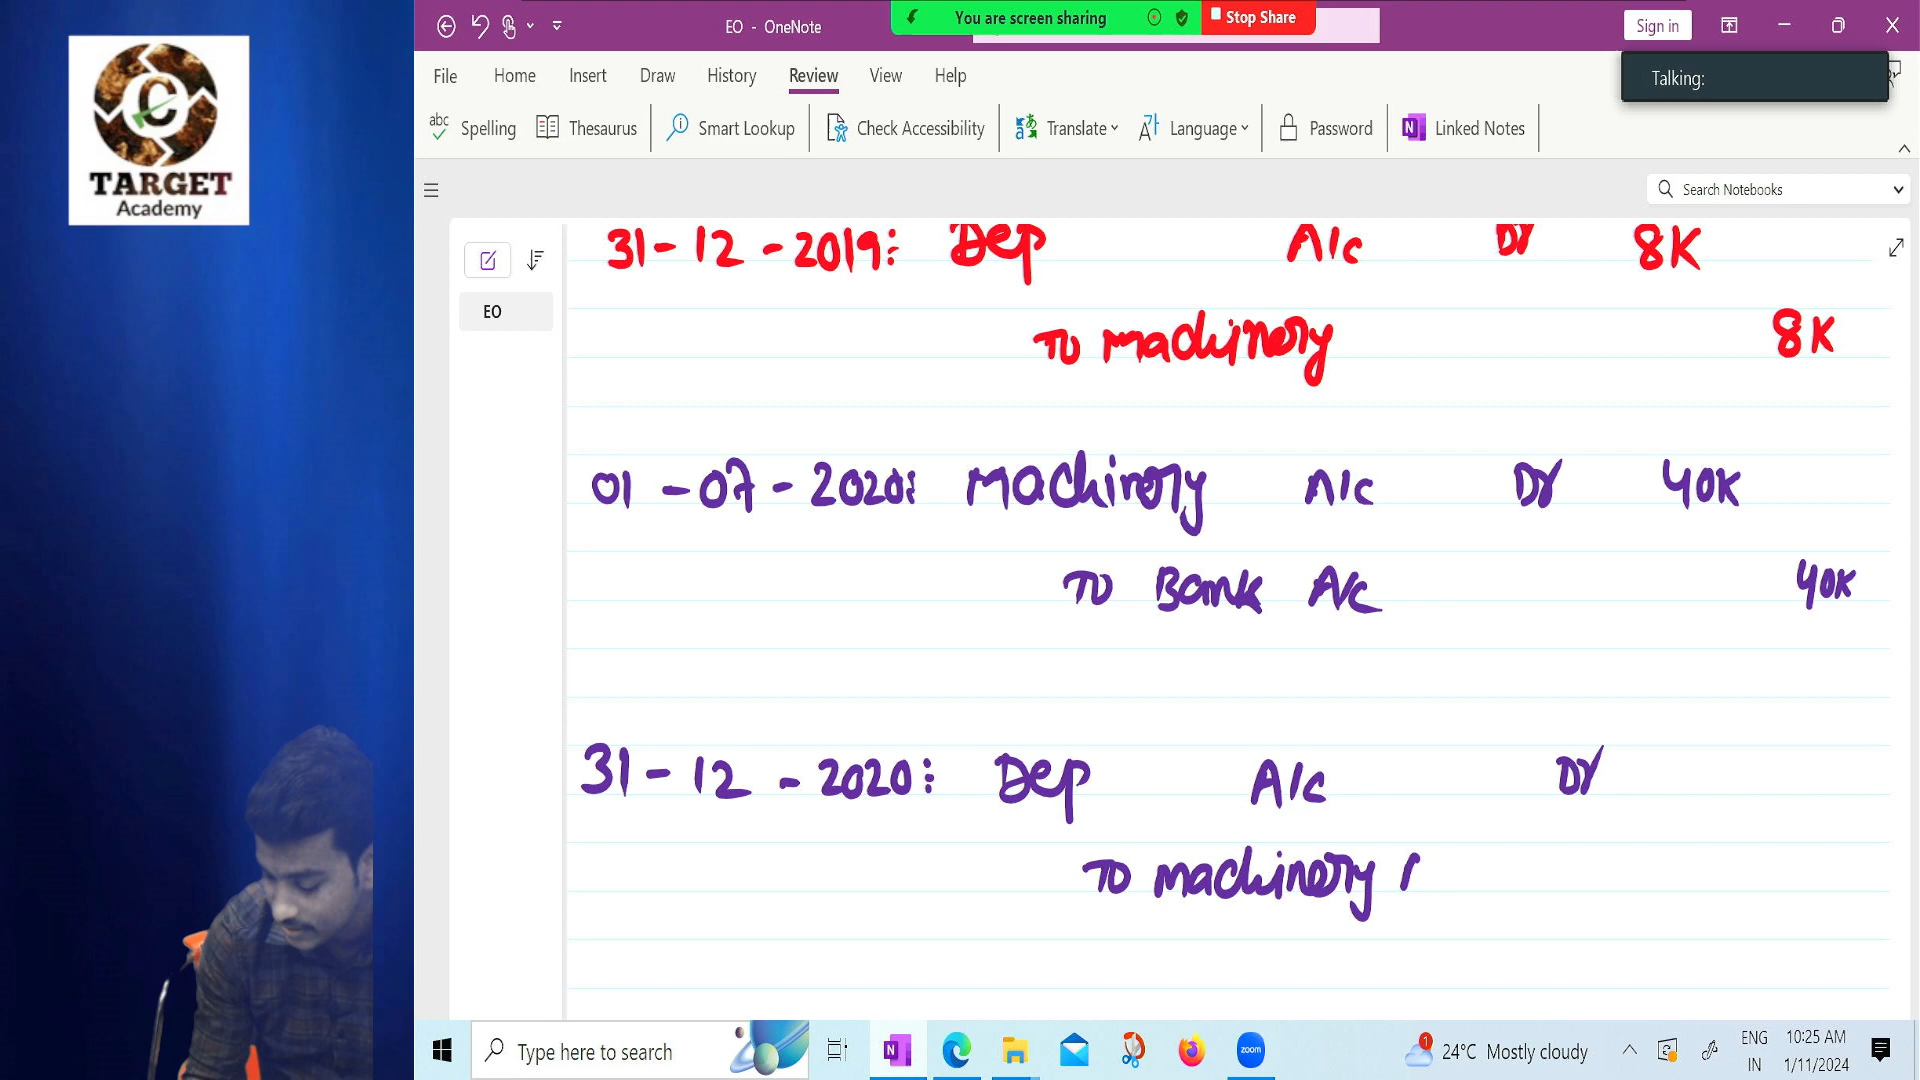 C
TARGET
Academy
EO - OneNote
You are screen sharing
Stop Share
Sign in
File Home Insert Draw History Review View Help
Talking:
abc Spelling Thesaurus Smart Lookup Check Accessibility Translate Language Password Linked Notes
Search Notebooks
EO
31-12-2019: Dep A/c Dr 8K
To machinery 8K
01-07-2020: Machinery A/c Dr 40K
To Bank A/c 40K
31-12-2020: Dep A/c Dr
To machinery
Type here to search
zoom
1
24°C Mostly cloudy
ENG
IN
10:25 AM
1/11/2024